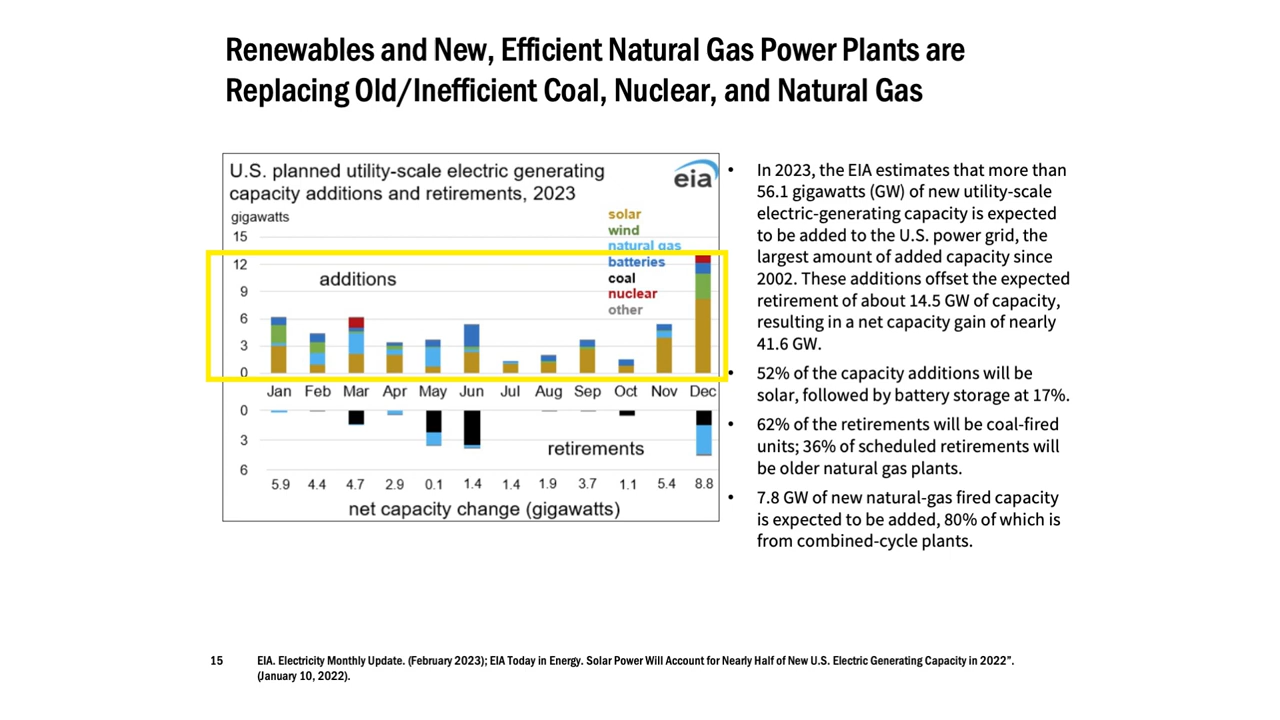 Renewables and New, Efficient Natural Gas Power Plants are
Replacing Old/Inefficient Coal, Nuclear, and Natural Gas
U.S. planned utility-scale electric generating
capacity additions and retirements, 2023
eia
gigawatts
solar
wind
natural gas
batteries
coal
nuclear
other
15
12
9
6
3
0
additions
Jan Feb Mar Apr May Jun Jul Aug Sep Oct Nov Dec
0
3
6
retirements
5.9 4.4 4.7 2.9 0.1 1.4 1.4 1.9 3.7 1.1 5.4 8.8
net capacity change (gigawatts)
• In 2023, the EIA estimates that more than
56.1 gigawatts (GW) of new utility-scale
electric-generating capacity is expected
to be added to the U.S. power grid, the
largest amount of added capacity since
2002. These additions offset the expected
retirement of about 14.5 GW of capacity,
resulting in a net capacity gain of nearly
41.6 GW.
• 52% of the capacity additions will be
solar, followed by battery storage at 17%.
• 62% of the retirements will be coal-fired
units; 36% of scheduled retirements will
be older natural gas plants.
• 7.8 GW of new natural-gas fired capacity
is expected to be added, 80% of which is
from combined-cycle plants.
15
EIA. Electricity Monthly Update. (February 2023); EIA Today in Energy. Solar Power Will Account for Nearly Half of New U.S. Electric Generating Capacity in 2022”.
(January 10, 2022).